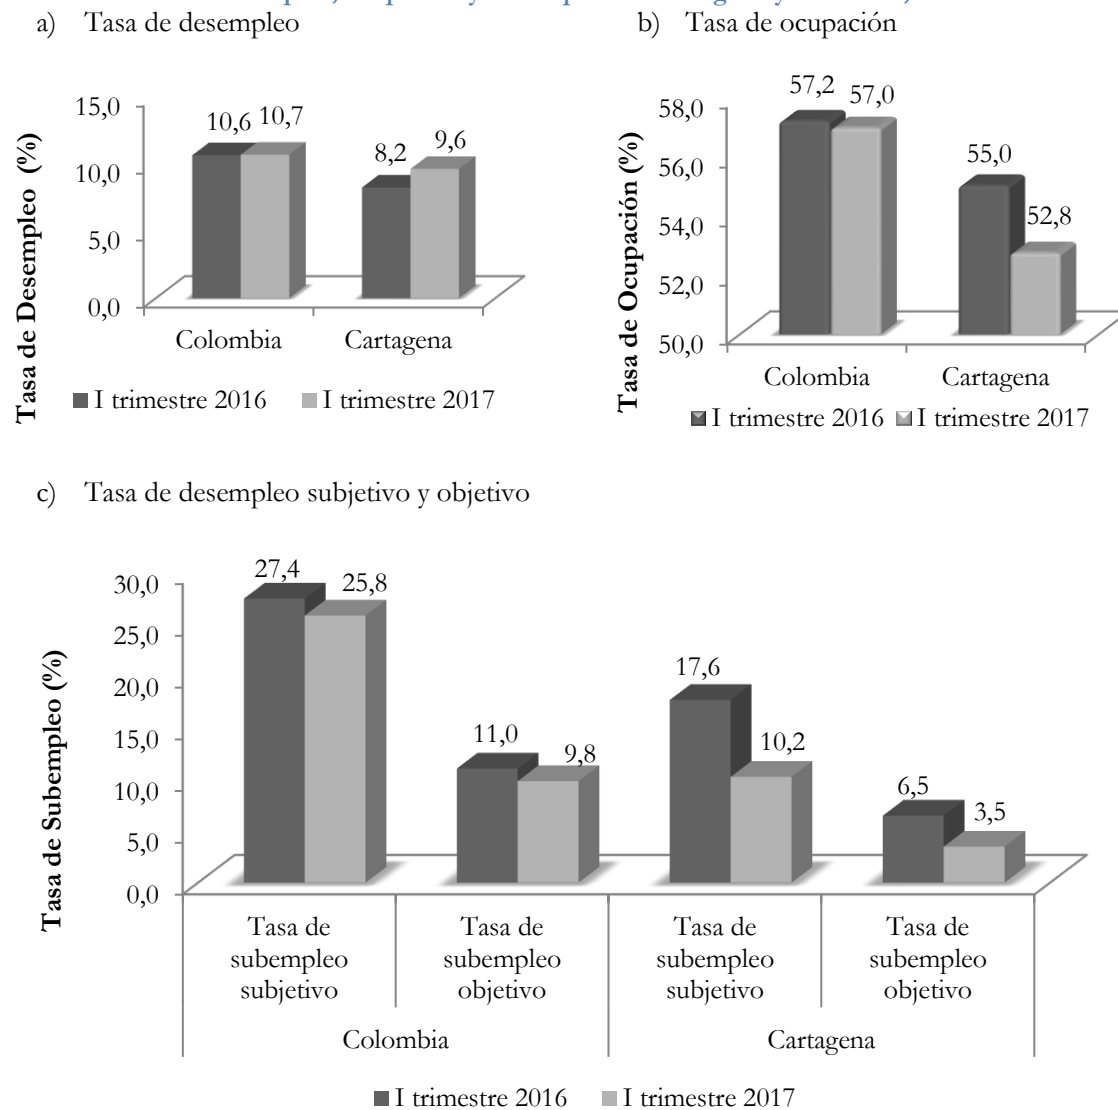 a) Tasa de desempleo
b) Tasa de ocupación
Tasa de Desempleo (%)
15,0
10,0
5,0
0,0
10,6
10,7
8,2
9,6
Colombia
Cartagena
I trimestre 2016
I trimestre 2017
Tasa de Ocupación (%)
58,0
56,0
54,0
52,0
50,0
57,2
57,0
55,0
52,8
Colombia
Cartagena
I trimestre 2016
I trimestre 2017
c) Tasa de desempleo subjetivo y objetivo
Tasa de Subempleo (%)
30,0
25,0
20,0
15,0
10,0
5,0
0,0
27,4
25,8
11,0
9,8
17,6
10,2
6,5
3,5
Tasa de
subempleo
subjetivo
Tasa de
subempleo
objetivo
Tasa de
subempleo
subjetivo
Tasa de
subempleo
objetivo
Colombia
Cartagena
I trimestre 2016
I trimestre 2017